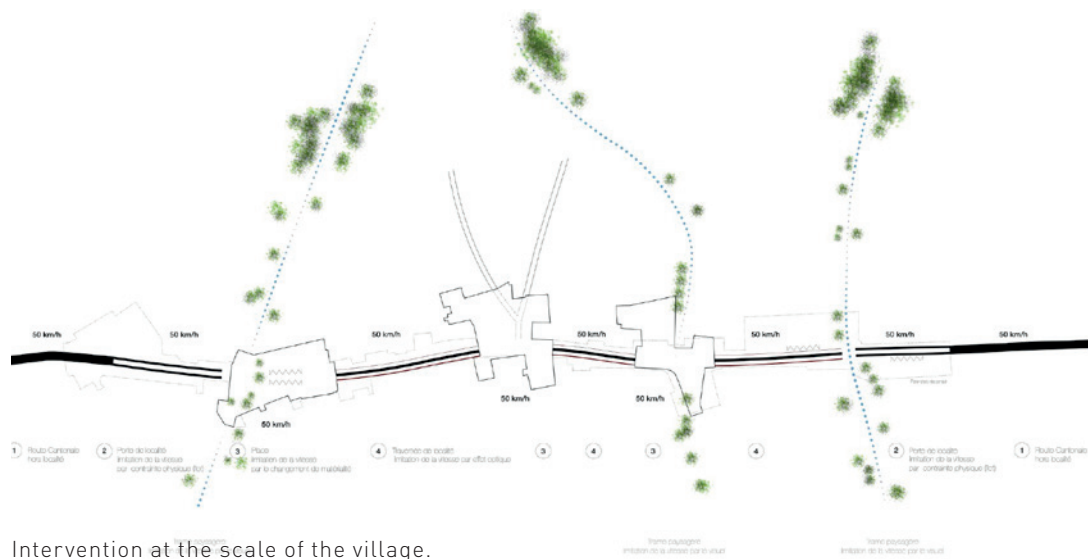 50 km/h
50 km/h
50 km/h
50 km/h
50 km/h
50 km/h
50 km/h
50 km/h
50 km/h
50 km/h
1 Route Cantonale
hors localité
2 Porte de localité
limitation de la vitesse
par contrainte physique (îlot)
3 Place
limitation de la vitesse
par le changement de matérialité
4 Traversée de localité
limitation de la vitesse par effet optique
3
4
3
4
2 Porte de localité
limitation de la vitesse
par contrainte physique (îlot)
1 Route Cantonale
hors localité
limitation de la vitesse par le visuel
limitation de la vitesse par le visuel
Intervention at the scale of the village.